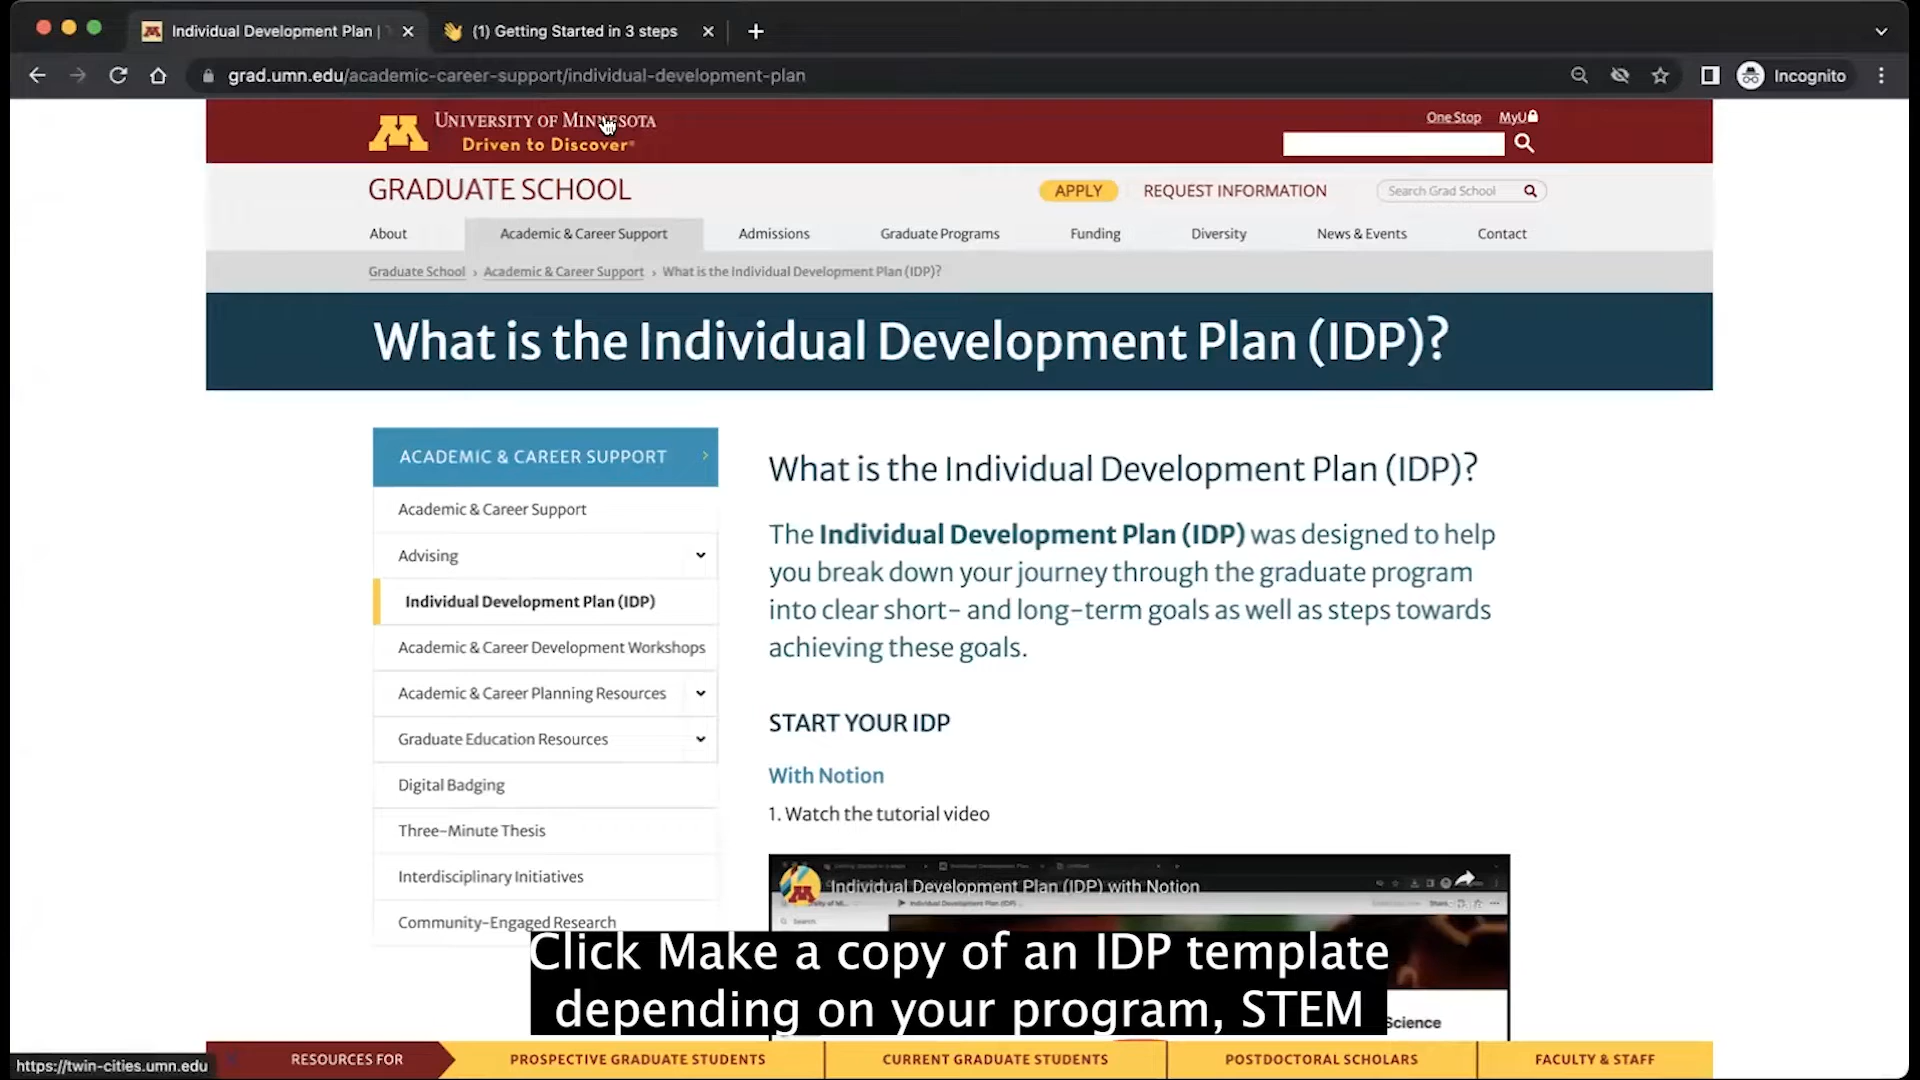 Individual Development Plan |
(1) Getting Started in 3 steps
grad.umn.edu/academic-career-support/individual-development-plan
Incognito
UNIVERSITY OF MINNESOTA
Driven to Discover®
One Stop
MyU
GRADUATE SCHOOL
APPLY
REQUEST INFORMATION
Search Grad School
About
Academic & Career Support
Admissions
Graduate Programs
Funding
Diversity
News & Events
Contact
Graduate School › Academic & Career Support › What is the Individual Development Plan (IDP)?
What is the Individual Development Plan (IDP)?
ACADEMIC & CAREER SUPPORT
Academic & Career Support
Advising
Individual Development Plan (IDP)
Academic & Career Development Workshops
Academic & Career Planning Resources
Graduate Education Resources
Digital Badging
Three-Minute Thesis
Interdisciplinary Initiatives
Community-Engaged Research
What is the Individual Development Plan (IDP)?
The Individual Development Plan (IDP) was designed to help
you break down your journey through the graduate program
into clear short- and long-term goals as well as steps towards
achieving these goals.
START YOUR IDP
With Notion
1. Watch the tutorial video
Individual Development Plan (IDP) with Notion
Click Make a copy of an IDP template
depending on your program, STEM
Science
https://twin-cities.umn.edu
RESOURCES FOR
PROSPECTIVE GRADUATE STUDENTS
CURRENT GRADUATE STUDENTS
POSTDOCTORAL SCHOLARS
FACULTY & STAFF